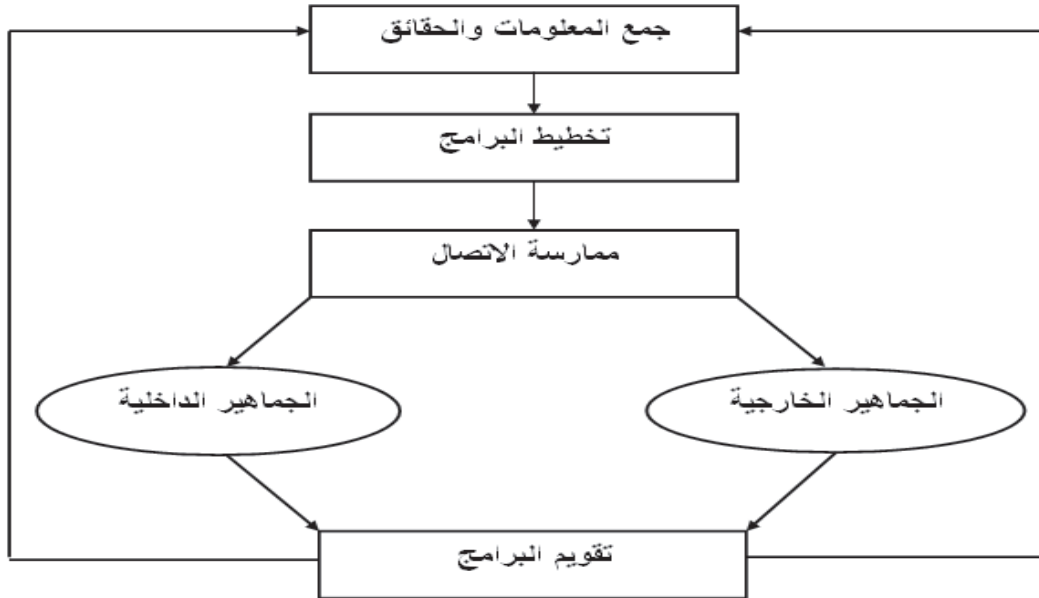 جمع المعلومات والحقائق
تخطيط البرامج
ممارسة الاتصال
الجماهير الخارجية
الجماهير الداخلية
تقويم البرامج